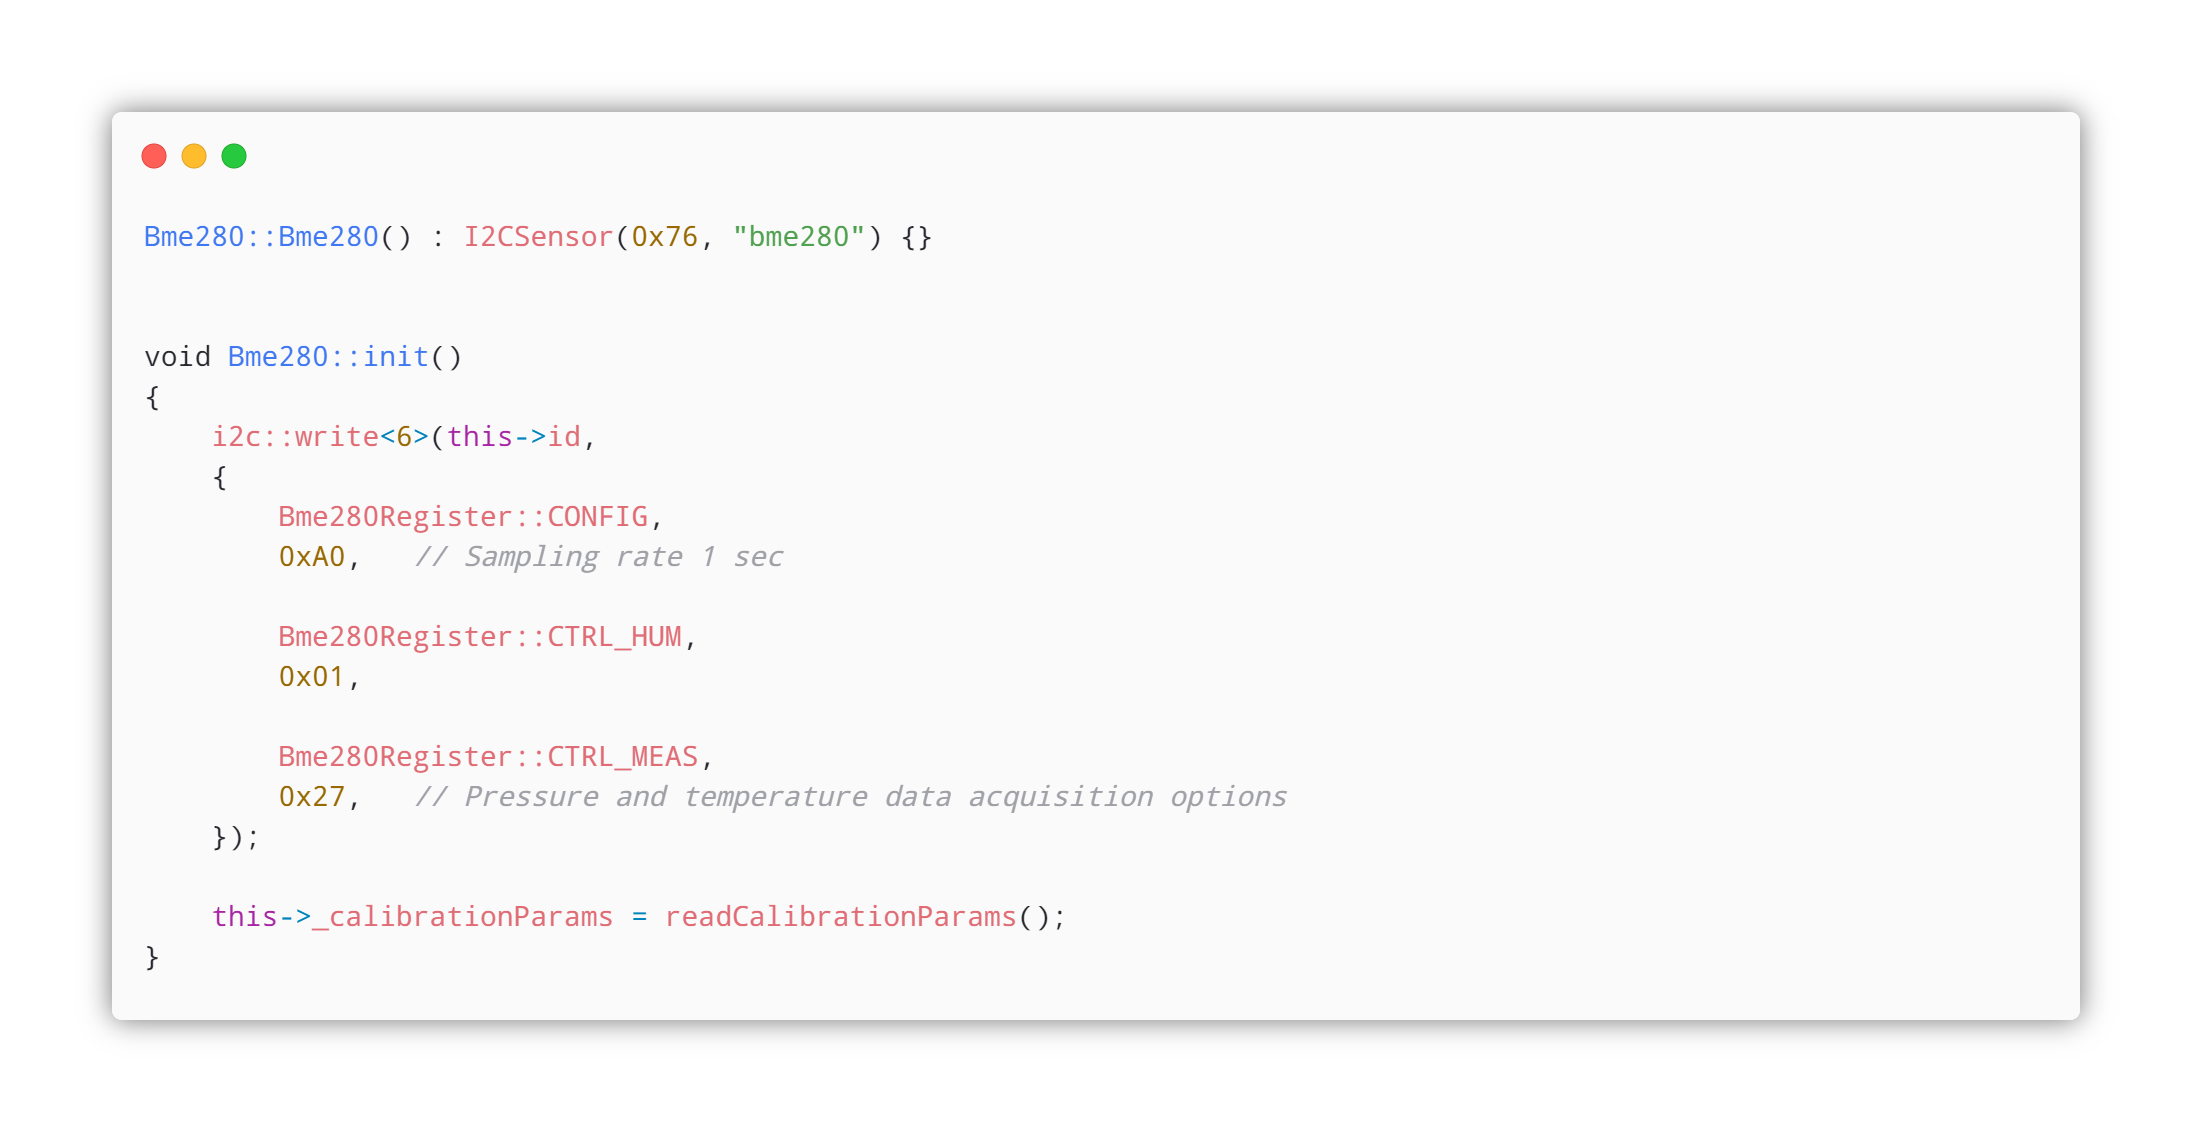 Bme280::Bme280() : I2CSensor(0x76, "bme280") {}
void Bme280::init()
{
    i2c::write<6>(this->id,
    {
        Bme280Register::CONFIG,
        0xA0,   // Sampling rate 1 sec
        Bme280Register::CTRL_HUM,
        0x01,
        Bme280Register::CTRL_MEAS,
        0x27,   // Pressure and temperature data acquisition options
    });
    this->_calibrationParams = readCalibrationParams();
}